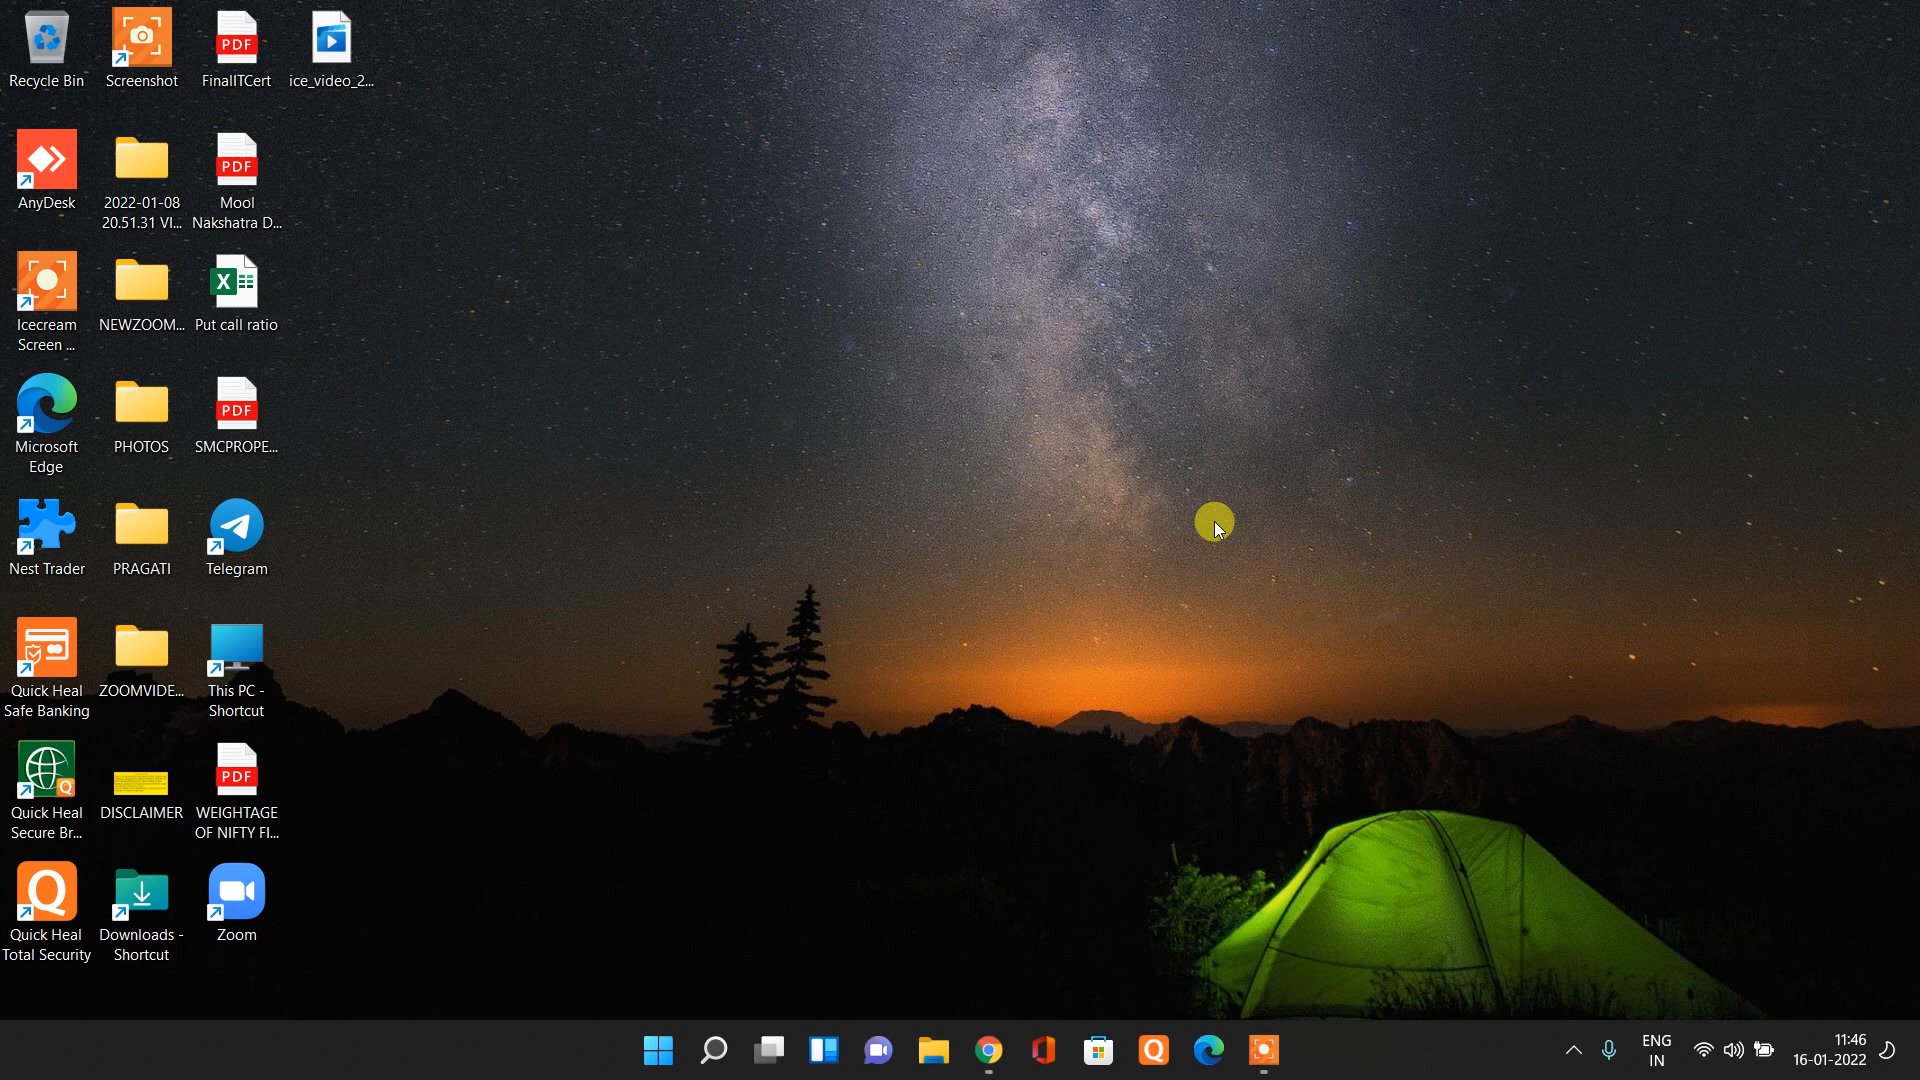 Recycle Bin
Screenshot
PDF
FinalITCert
ice_video_2...
AnyDesk
2022-01-08
20.51.31 VI...
PDF
Mool
Nakshatra D...
Icecream
Screen ...
NEWZOOM...
X
Put call ratio
Microsoft
Edge
PHOTOS
PDF
SMCPROPE...
Nest Trader
PRAGATI
Telegram
Quick Heal
Safe Banking
ZOOMVIDE...
This PC -
Shortcut
Q
Quick Heal
Secure Br...
DISCLAIMER
PDF
WEIGHTAGE
OF NIFTY FI...
Q
Quick Heal
Total Security
Downloads -
Shortcut
Zoom
Q
ENG
IN
11:46
16-01-2022